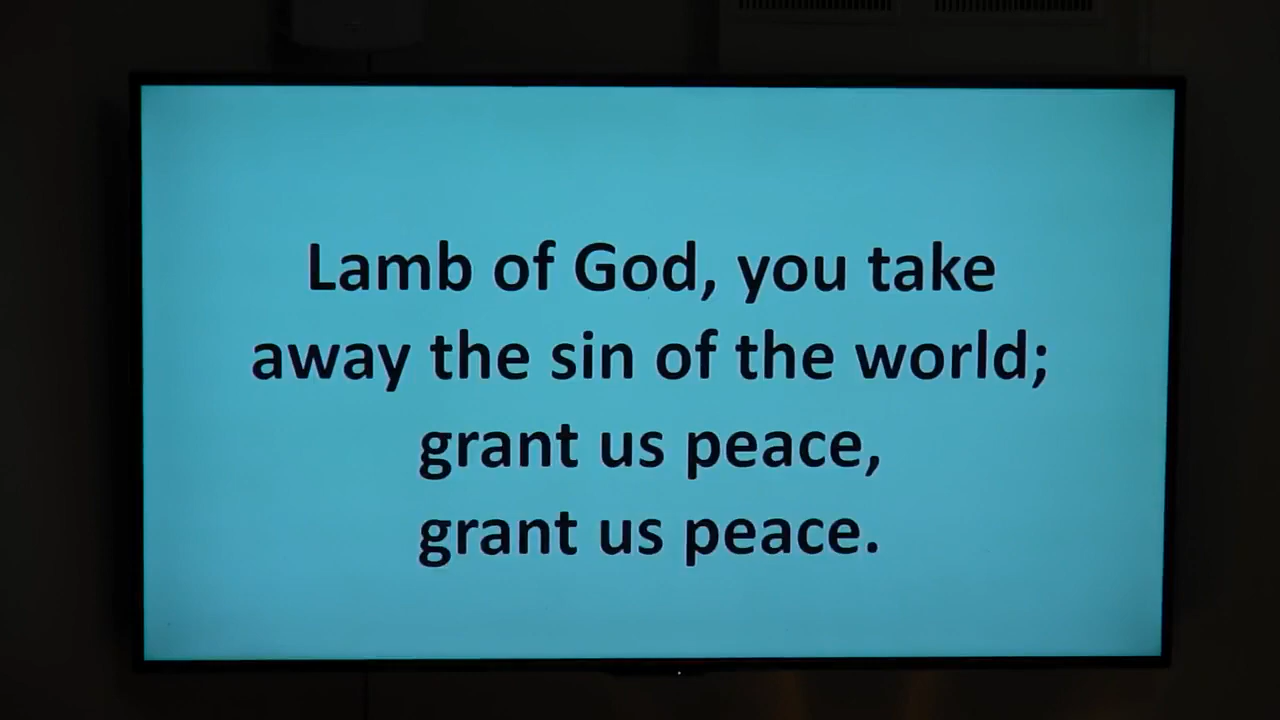 Lamb of God, you take
away the sin of the world;
grant us peace,
grant us peace.